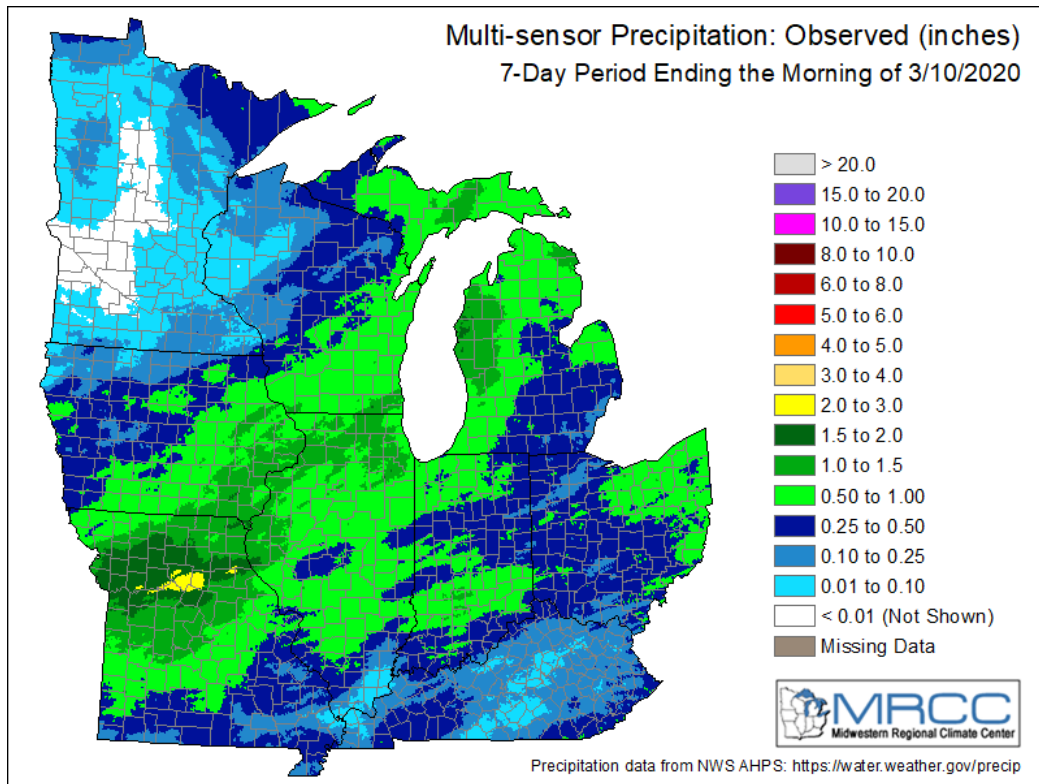 Multi-sensor Precipitation: Observed (inches)
7-Day Period Ending the Morning of 3/10/2020
> 20.0
15.0 to 20.0
10.0 to 15.0
8.0 to 10.0
6.0 to 8.0
5.0 to 6.0
4.0 to 5.0
3.0 to 4.0
2.0 to 3.0
1.5 to 2.0
1.0 to 1.5
0.50 to 1.00
0.25 to 0.50
0.10 to 0.25
0.01 to 0.10
< 0.01 (Not Shown)
Missing Data
MRCC
Midwestern Regional Climate Center
Precipitation data from NWS AHPS: https://water.weather.gov/precip